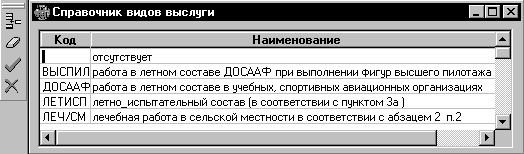 Справочник видов выслуги
Код Наименование
отсутствует
ВЫСПИЛ работа в летном составе ДОСААФ при выполнении фигур высшего пилотажа
ДОСААФ работа в летном составе в учебных, спортивных авиационных организациях
ЛЕТИСП летно_испытательный состав (в соответствии с пунктом 3а )
ЛЕЧ/СМ лечебная работа в сельской местности в соответствии с абзацем 2 п.2